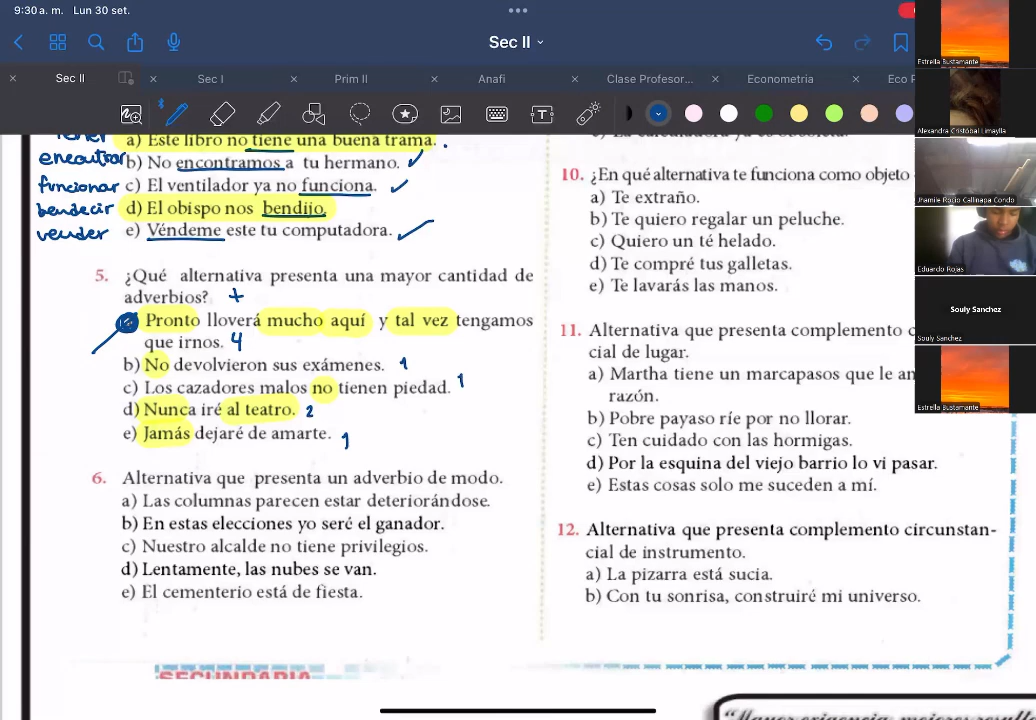 9:30 a. m. Lun 30 set.
Sec II
Sec II
Sec I
Prim II
Anafi
Clase Profesor...
Econometria
Eco P
a) Este libro no tiene una buena trama.
encontrar b) No encontramos a tu hermano.
funcionar c) El ventilador ya no funciona.
bendecir d) El obispo nos bendijo.
vender e) Véndeme este tu computadora.
5. ¿Qué alternativa presenta una mayor cantidad de
adverbios? +
Pronto lloverá mucho aquí y tal vez tengamos
que irnos. 4
b) No devolvieron sus exámenes. 1
c) Los cazadores malos no tienen piedad. 1
d) Nunca iré al teatro. 2
e) Jamás dejaré de amarte. 1
6. Alternativa que presenta un adverbio de modo.
a) Las columnas parecen estar deteriorándose.
b) En estas elecciones yo seré el ganador.
c) Nuestro alcalde no tiene privilegios.
d) Lentamente, las nubes se van.
e) El cementerio está de fiesta.
SECUNDARIA
10. ¿En qué alternativa te funciona como objeto
a) Te extraño.
b) Te quiero regalar un peluche.
c) Quiero un té helado.
d) Te compré tus galletas.
e) Te lavarás las manos.
11. Alternativa que presenta complemento c
cial de lugar.
a) Martha tiene un marcapasos que le an
razón.
b) Pobre payaso ríe por no llorar.
c) Ten cuidado con las hormigas.
d) Por la esquina del viejo barrio lo vi pasar.
e) Estas cosas solo me suceden a mí.
12. Alternativa que presenta complemento circunstan-
cial de instrumento.
a) La pizarra está sucia.
b) Con tu sonrisa, construiré mi universo.
Estrella Bustamante
Alexandra Cristóbal Limaylla
Jhamile Rocio Callinapa Condo
Eduardo Rojas
Souly Sanchez
Souly Sanchez
Estrella Bustamante